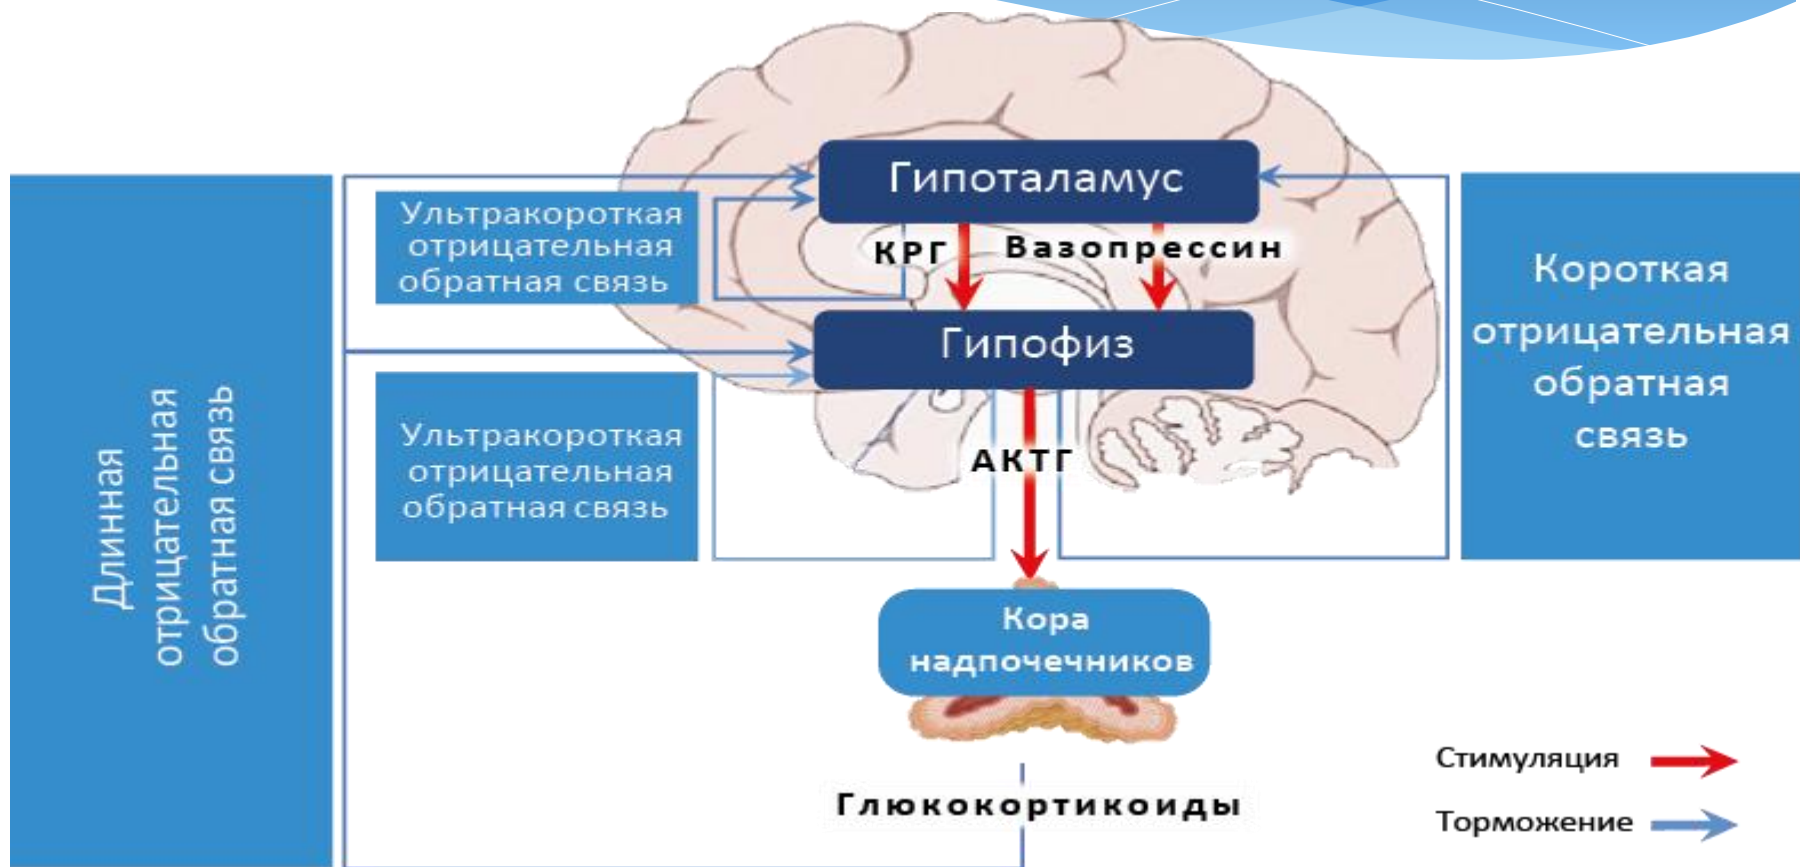 Гипоталамус
КРГ
Вазопрессин
Гипофиз
АКТГ
Кора
надпочечников
Глюкокортикоиды
Ультракороткая
отрицательная
обратная связь
Ультракороткая
отрицательная
обратная связь
Длинная
отрицательная
обратная связь
Короткая
отрицательная
обратная
связь
Стимуляция
Торможение